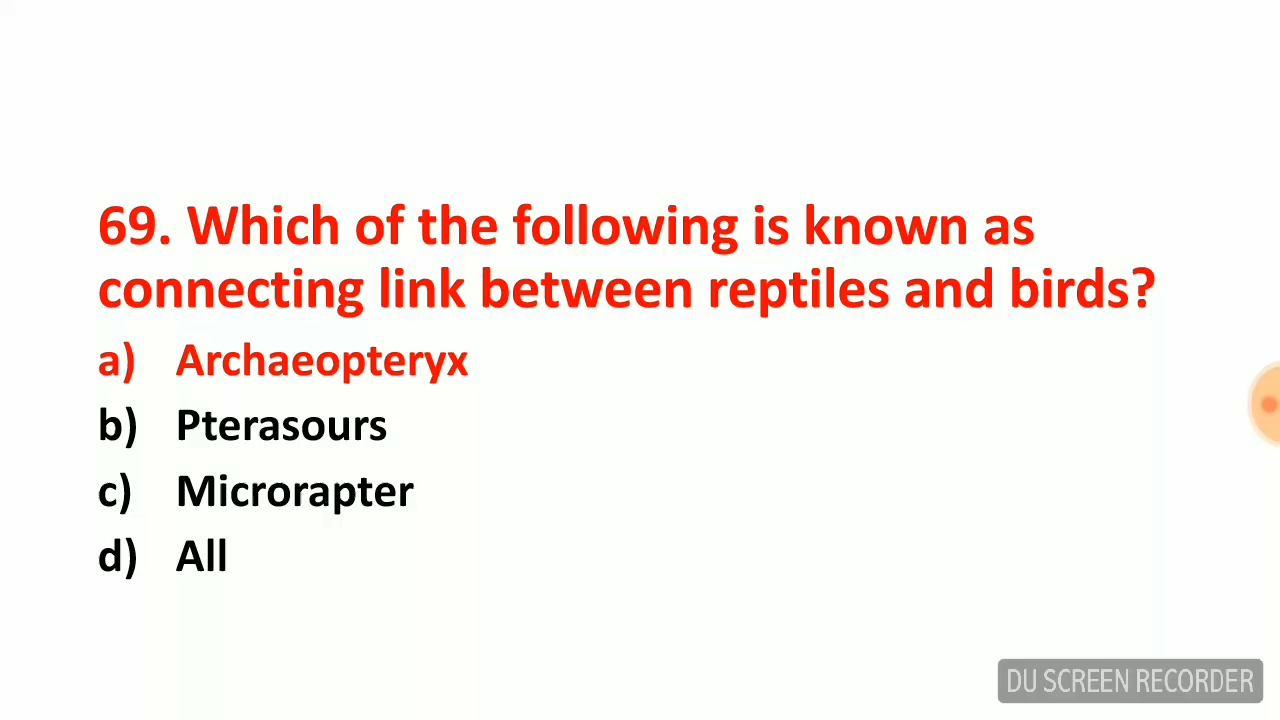 69. Which of the following is known as
connecting link between reptiles and birds?
a) Archaeopteryx
b) Pterasours
c) Microrapter
d) All
DU SCREEN RECORDER